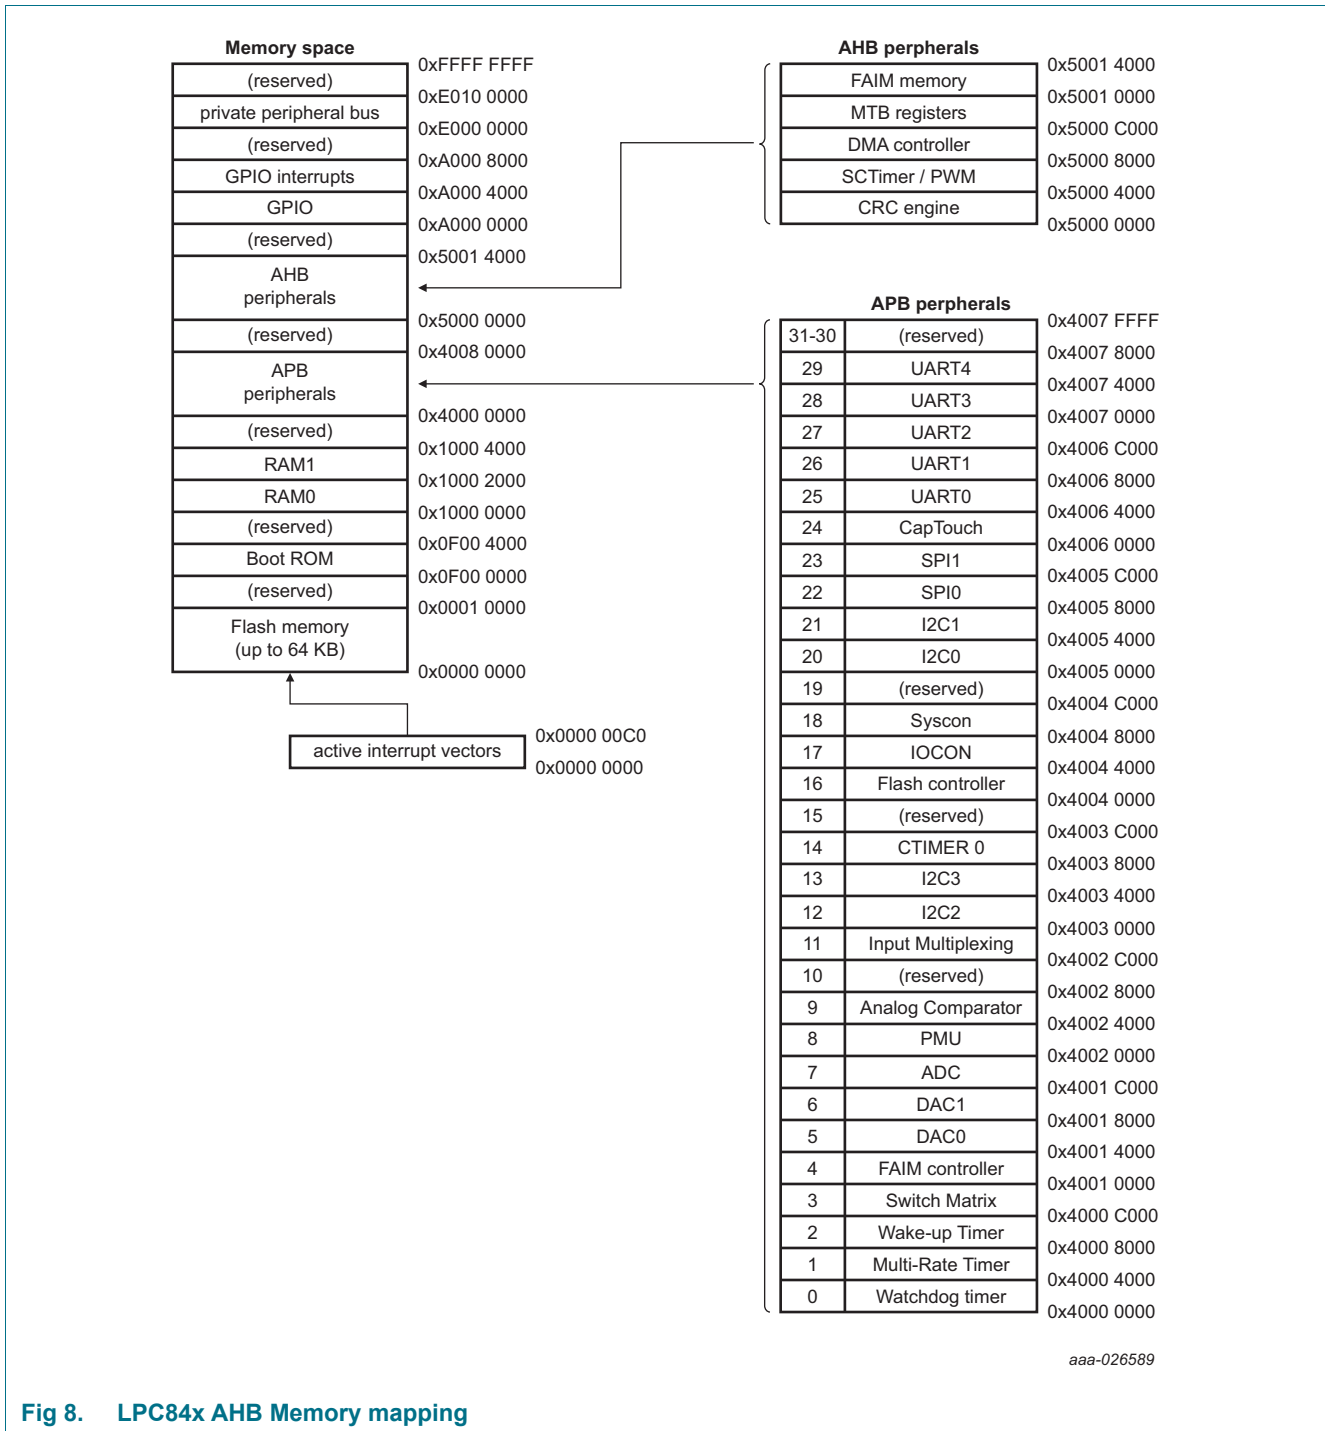 Memory space
0xFFFF FFFF
(reserved)
0xE010 0000
private peripheral bus
0xE000 0000
(reserved)
0xA000 8000
GPIO interrupts
0xA000 4000
GPIO
0xA000 0000
(reserved)
0x5001 4000
AHB
peripherals
0x5000 0000
(reserved)
0x4008 0000
APB
peripherals
0x4000 0000
(reserved)
0x1000 4000
RAM1
0x1000 2000
RAM0
0x1000 0000
(reserved)
0x0F00 4000
Boot ROM
0x0F00 0000
(reserved)
0x0001 0000
Flash memory
(up to 64 KB)
0x0000 0000
0x0000 00C0
active interrupt vectors
0x0000 0000
AHB perpherals
0x5001 4000
FAIM memory
0x5001 0000
MTB registers
0x5000 C000
DMA controller
0x5000 8000
SCTimer / PWM
0x5000 4000
CRC engine
0x5000 0000
APB perpherals
0x4007 FFFF
31-30 (reserved)
0x4007 8000
29 UART4
0x4007 4000
28 UART3
0x4007 0000
27 UART2
0x4006 C000
26 UART1
0x4006 8000
25 UART0
0x4006 4000
24 CapTouch
0x4006 0000
23 SPI1
0x4005 C000
22 SPI0
0x4005 8000
21 I2C1
0x4005 4000
20 I2C0
0x4005 0000
19 (reserved)
0x4004 C000
18 Syscon
0x4004 8000
17 IOCON
0x4004 4000
16 Flash controller
0x4004 0000
15 (reserved)
0x4003 C000
14 CTIMER 0
0x4003 8000
13 I2C3
0x4003 4000
12 I2C2
0x4003 0000
11 Input Multiplexing
0x4002 C000
10 (reserved)
0x4002 8000
9 Analog Comparator
0x4002 4000
8 PMU
0x4002 0000
7 ADC
0x4001 C000
6 DAC1
0x4001 8000
5 DAC0
0x4001 4000
4 FAIM controller
0x4001 0000
3 Switch Matrix
0x4000 C000
2 Wake-up Timer
0x4000 8000
1 Multi-Rate Timer
0x4000 4000
0 Watchdog timer
0x4000 0000
aaa-026589
Fig 8. LPC84x AHB Memory mapping